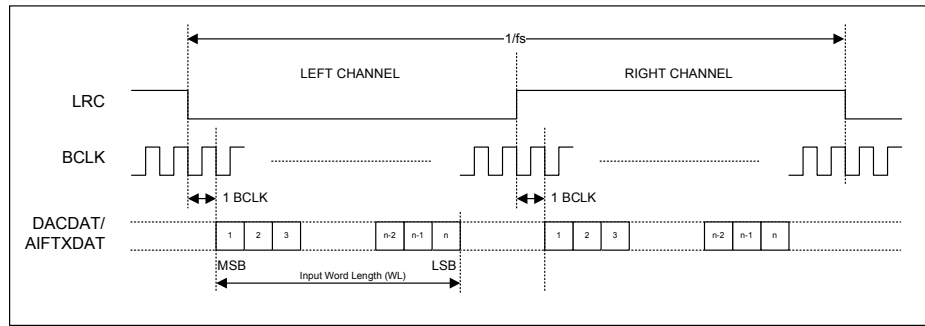 1/fs
LEFT CHANNEL RIGHT CHANNEL
LRC
BCLK
1 BCLK 1 BCLK
DACDAT/
AIFTXDAT
1 2 3 n-2 n-1 n 1 2 3 n-2 n-1 n
MSB LSB
Input Word Length (WL)